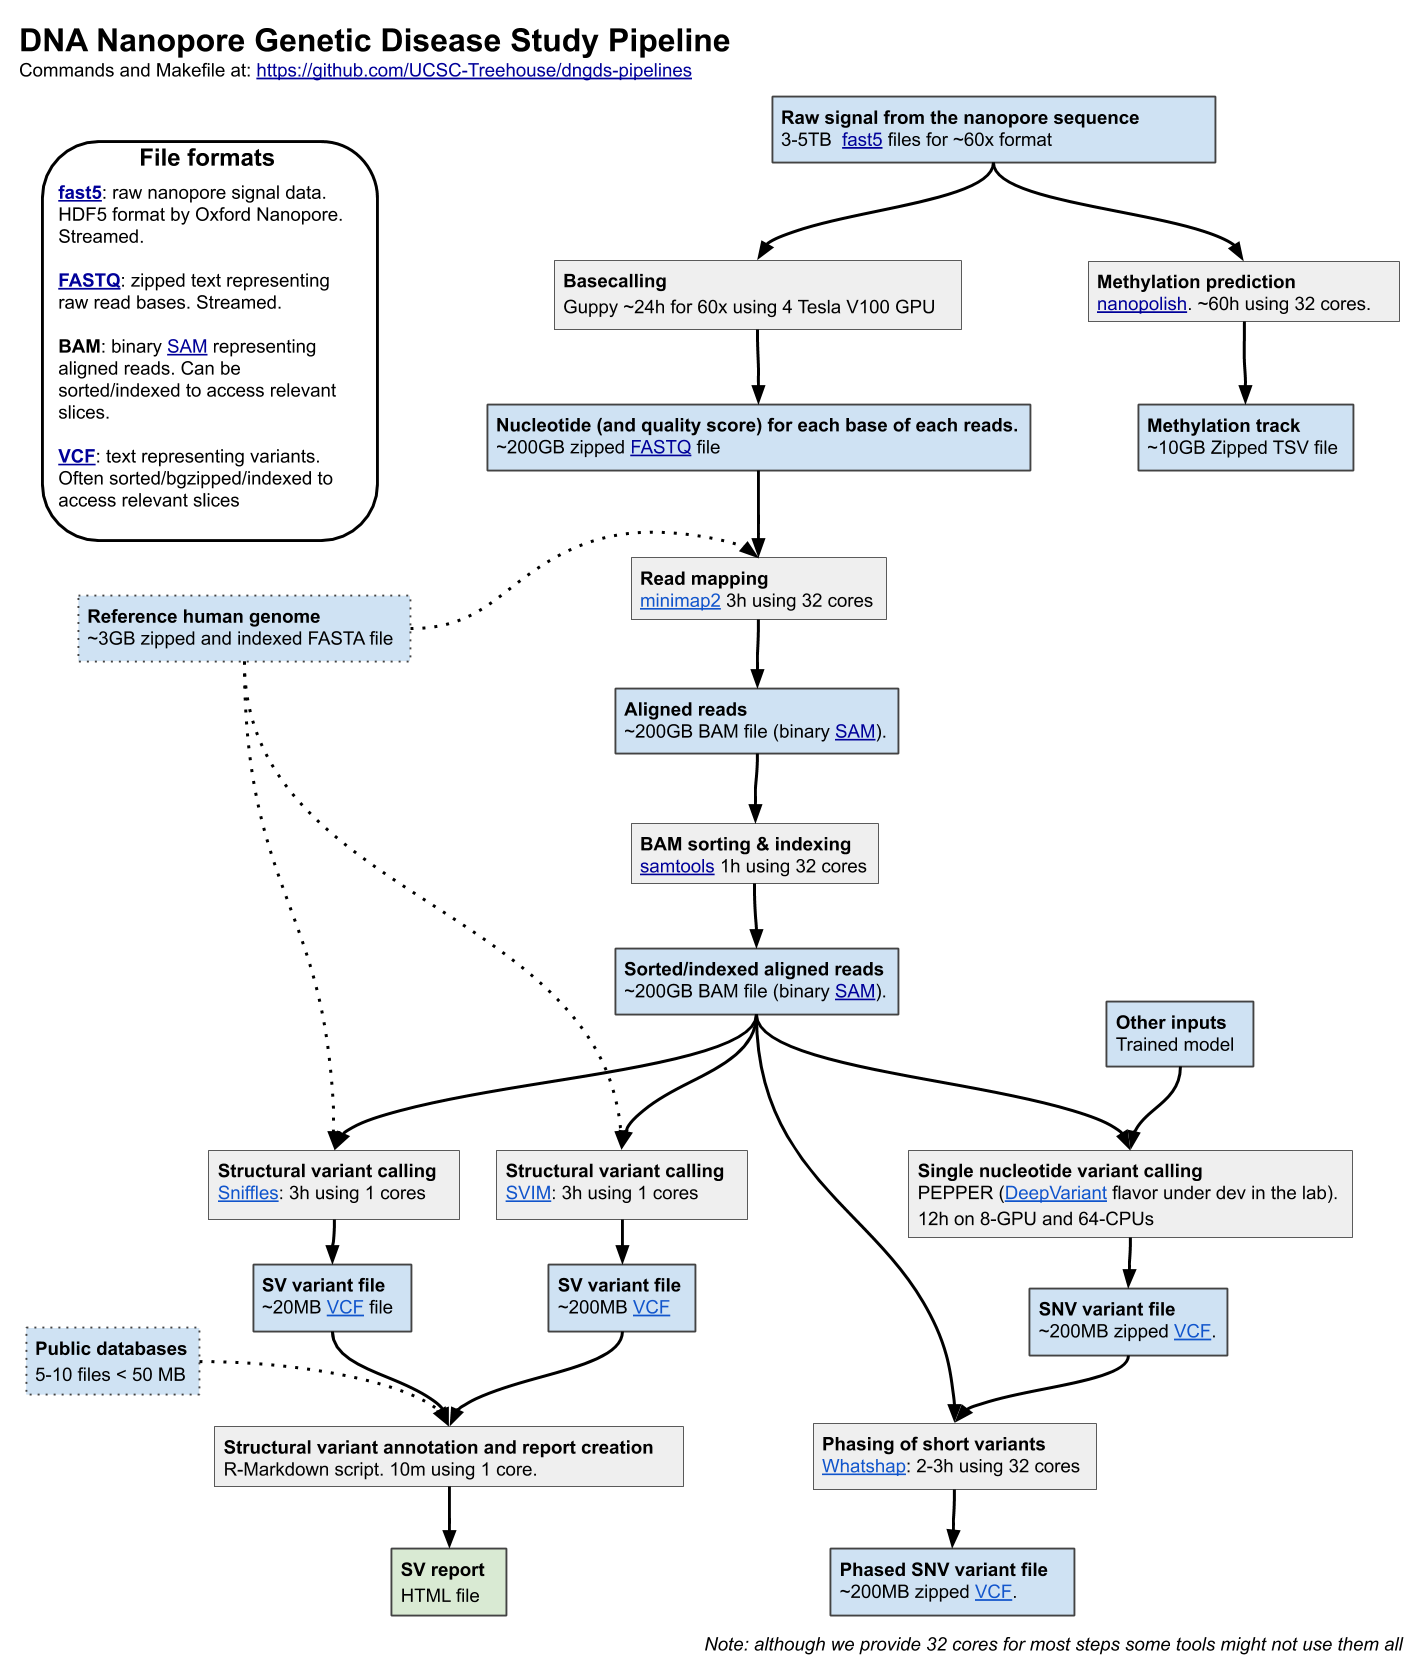 DNA Nanopore Genetic Disease Study Pipeline
Commands and Makefile at: https://github.com/UCSC-Treehouse/dngds-pipelines
Raw signal from the nanopore sequence
3-5TB fast5 files for ~60x format
File formats
fast5: raw nanopore signal data.
HDF5 format by Oxford Nanopore.
Streamed.
FASTQ: zipped text representing
raw read bases. Streamed.
BAM: binary SAM representing
aligned reads. Can be
sorted/indexed to access relevant
slices.
VCF: text representing variants.
Often sorted/bgzipped/indexed to
access relevant slices
Basecalling
Guppy ~24h for 60x using 4 Tesla V100 GPU
Methylation prediction
nanopolish. ~60h using 32 cores.
Nucleotide (and quality score) for each base of each reads.
~200GB zipped FASTQ file
Methylation track
~10GB Zipped TSV file
Read mapping
minimap2 3h using 32 cores
Reference human genome
~3GB zipped and indexed FASTA file
Aligned reads
~200GB BAM file (binary SAM).
BAM sorting & indexing
samtools 1h using 32 cores
Sorted/indexed aligned reads
~200GB BAM file (binary SAM).
Other inputs
Trained model
Structural variant calling
Sniffles: 3h using 1 cores
Structural variant calling
SVIM: 3h using 1 cores
Single nucleotide variant calling
PEPPER (DeepVariant flavor under dev in the lab).
12h on 8-GPU and 64-CPUs
SV variant file
~20MB VCF file
SV variant file
~200MB VCF
SNV variant file
~200MB zipped VCF.
Public databases
5-10 files < 50 MB
Structural variant annotation and report creation
R-Markdown script. 10m using 1 core.
Phasing of short variants
Whatshap: 2-3h using 32 cores
SV report
HTML file
Phased SNV variant file
~200MB zipped VCF.
Note: although we provide 32 cores for most steps some tools might not use them all